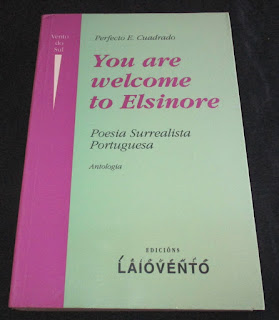 Vento
do
Sul
Perfecto E. Cuadrado
You are
welcome
to Elsinore
Poesia Surrealista
Portuguesa
Antologia
EDICIÓNS
LAIOVENTO